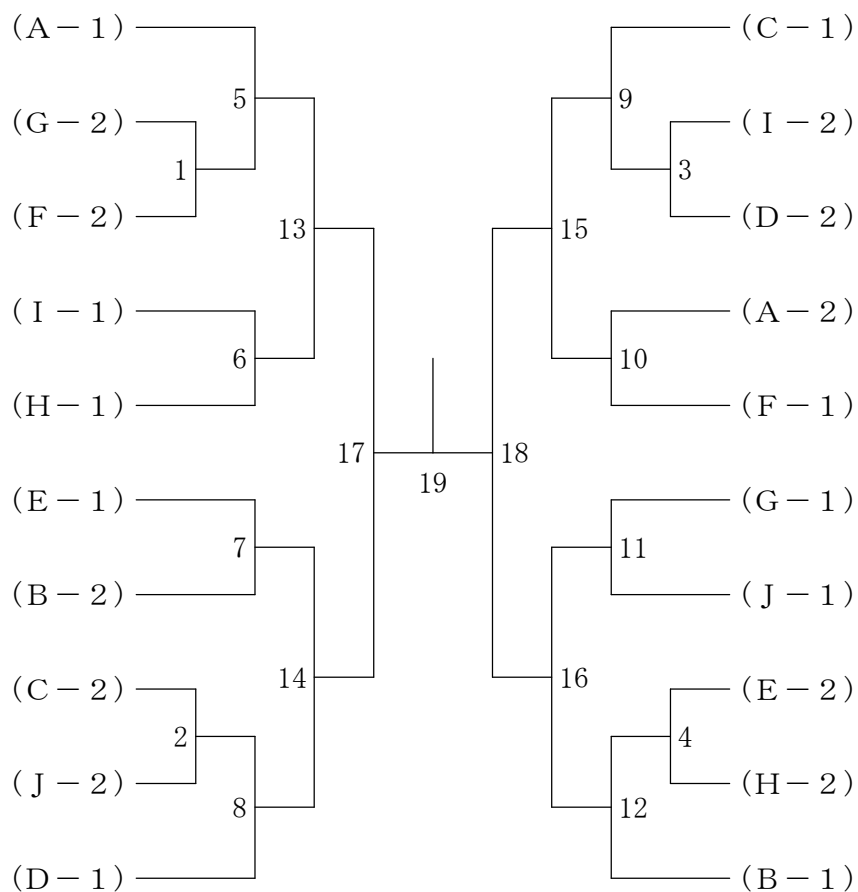 (A－1)
(C－1)
5
9
(G－2)
(I－2)
1
3
(F－2)
(D－2)
13
15
(I－1)
(A－2)
6
10
(H－1)
(F－1)
17
18
19
(E－1)
(G－1)
7
11
(B－2)
(J－1)
(C－2)
(E－2)
14
16
2
4
(J－2)
(H－2)
8
12
(D－1)
(B－1)